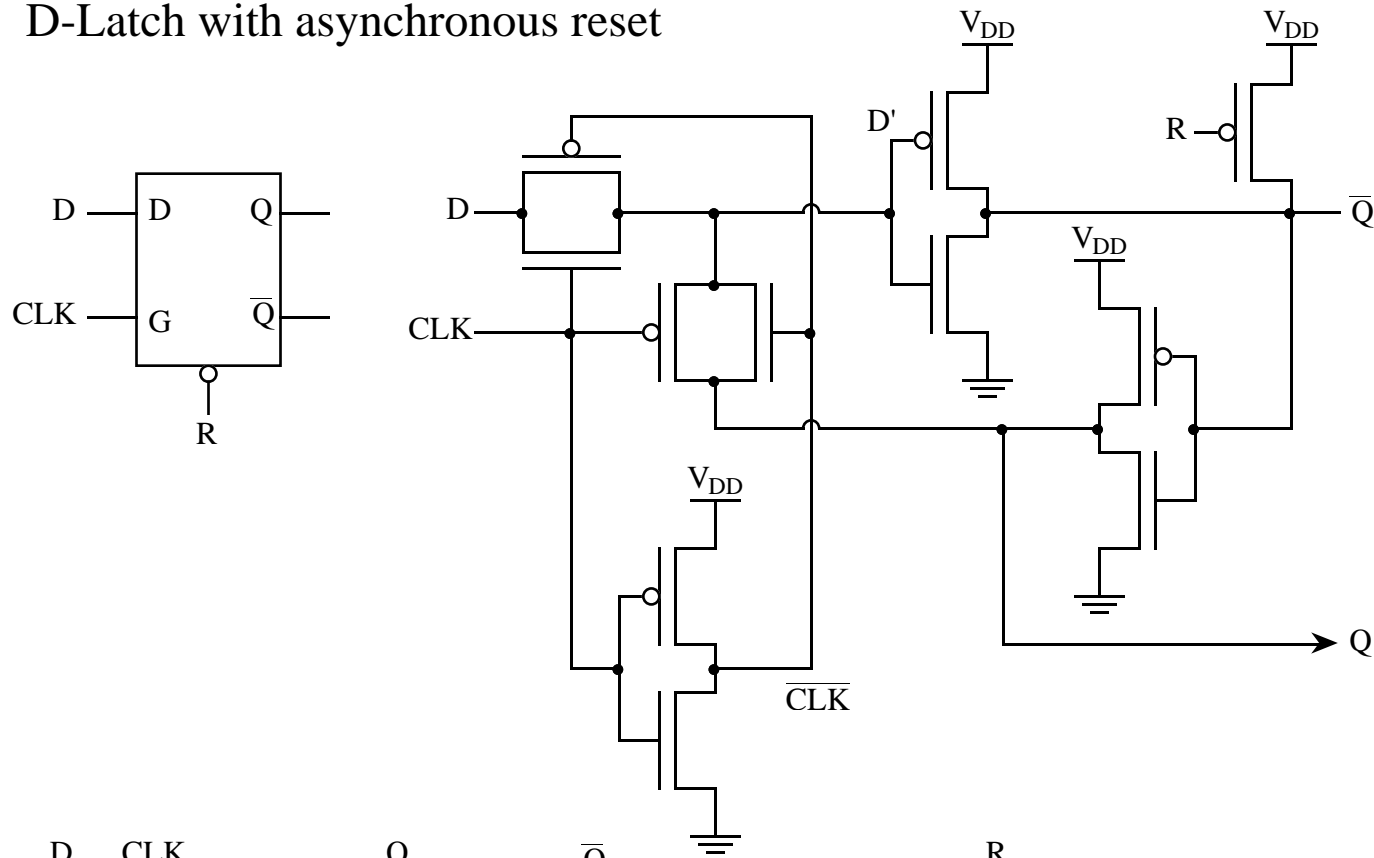 D-Latch with asynchronous reset
V_DD
V_DD
D'
R
D
D
Q
D
Q̅
V_DD
CLK
G
Q̅
CLK
R
V_DD
Q
C̅L̅K̅
D CLK Q Q̅ R